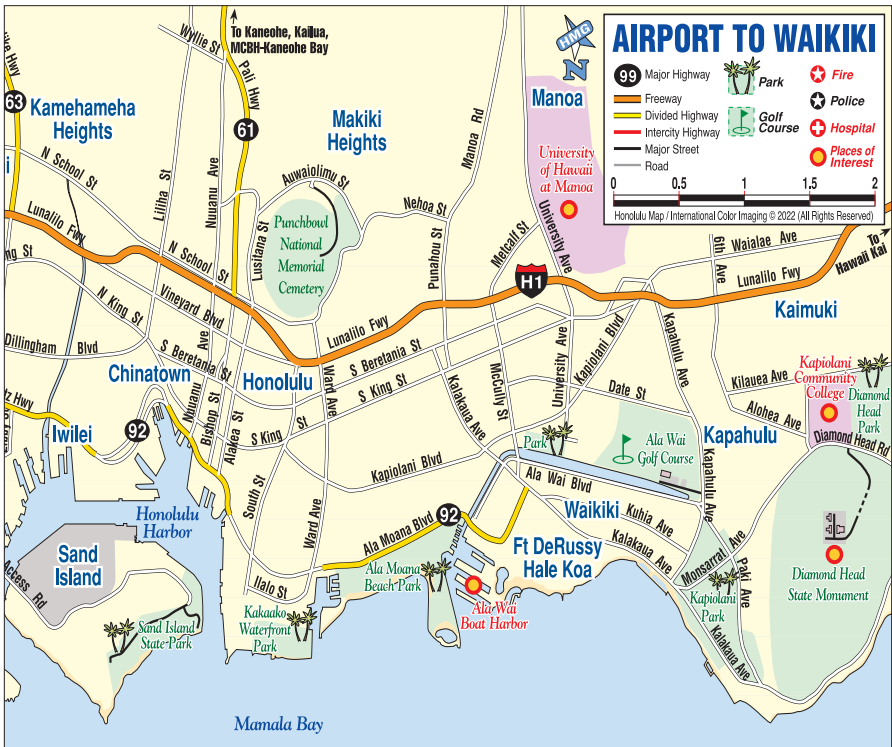 To Kaneohe, Kailua,
MCBH-Kaneohe Bay
HMG
N
AIRPORT TO WAIKIKI
99 Major Highway
Freeway
Divided Highway
Intercity Highway
Major Street
Road
Park
Golf
Course
Fire
Police
Hospital
Places of
Interest
0 0.5 1 1.5 2
Honolulu Map / International Color Imaging © 2022 (All Rights Reserved)
Wyllie St
Pali Hwy
61
63
Kamehameha
Heights
Makiki
Heights
Manoa
Manoa Rd
University
of Hawaii
at Manoa
N School St
Liliha St
Nuuanu Ave
Auwaiolimu St
Nehoa St
Punchbowl
National
Memorial
Cemetery
Lusitana St
Punahou St
Metcalf St
University Ave
6th Ave
Waialae Ave
To
Hawaii Kai
Lunalilo Fwy
Lunalilo Fwy
N School St
H1
Kaimuki
N King St
Vineyard Blvd
Lunalilo Fwy
Dillingham Blvd
S Beretania St
S Beretania St
Chinatown
Honolulu
Ward Ave
S King St
Kalakaua Ave
McCully St
University Ave
Kapiolani Blvd
Kapahulu Ave
Date St
Kilauea Ave
Kapiolani
Community
College
Diamond
Head
Park
Alohea Ave
Diamond Head Rd
Iwilei
92
Nuuanu Ave
Bishop St
Alakea St
S King St
Kapiolani Blvd
Park
Ala Wai
Golf Course
Kapahulu
Kapahulu Ave
Ala Wai Blvd
Honolulu
Harbor
South St
Ward Ave
Ala Moana Blvd
92
Waikiki
Kuhia Ave
Kalakaua Ave
Monsarrat Ave
Paki Ave
Sand
Island
Access Rd
Ft DeRussy
Hale Koa
Ala Moana
Beach Park
Ilalo St
Ala Wai
Boat Harbor
Kapiolani
Park
Diamond Head
State Monument
Sand Island
State Park
Kakaako
Waterfront
Park
Kalakaua Ave
Mamala Bay